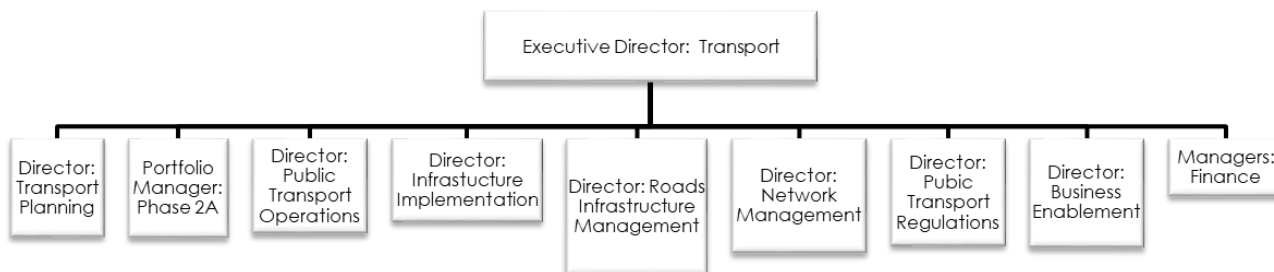 Executive Director:  Transport
Director:
Transport
Planning
Portfolio
Manager:
Phase 2A
Director:
Public
Transport
Operations
Director:
Infrastucture
Implementation
Director: Roads
Infrastructure
Management
Director:
Network
Management
Director:
Pubic
Transport
Regulations
Director:
Business
Enablement
Managers:
Finance